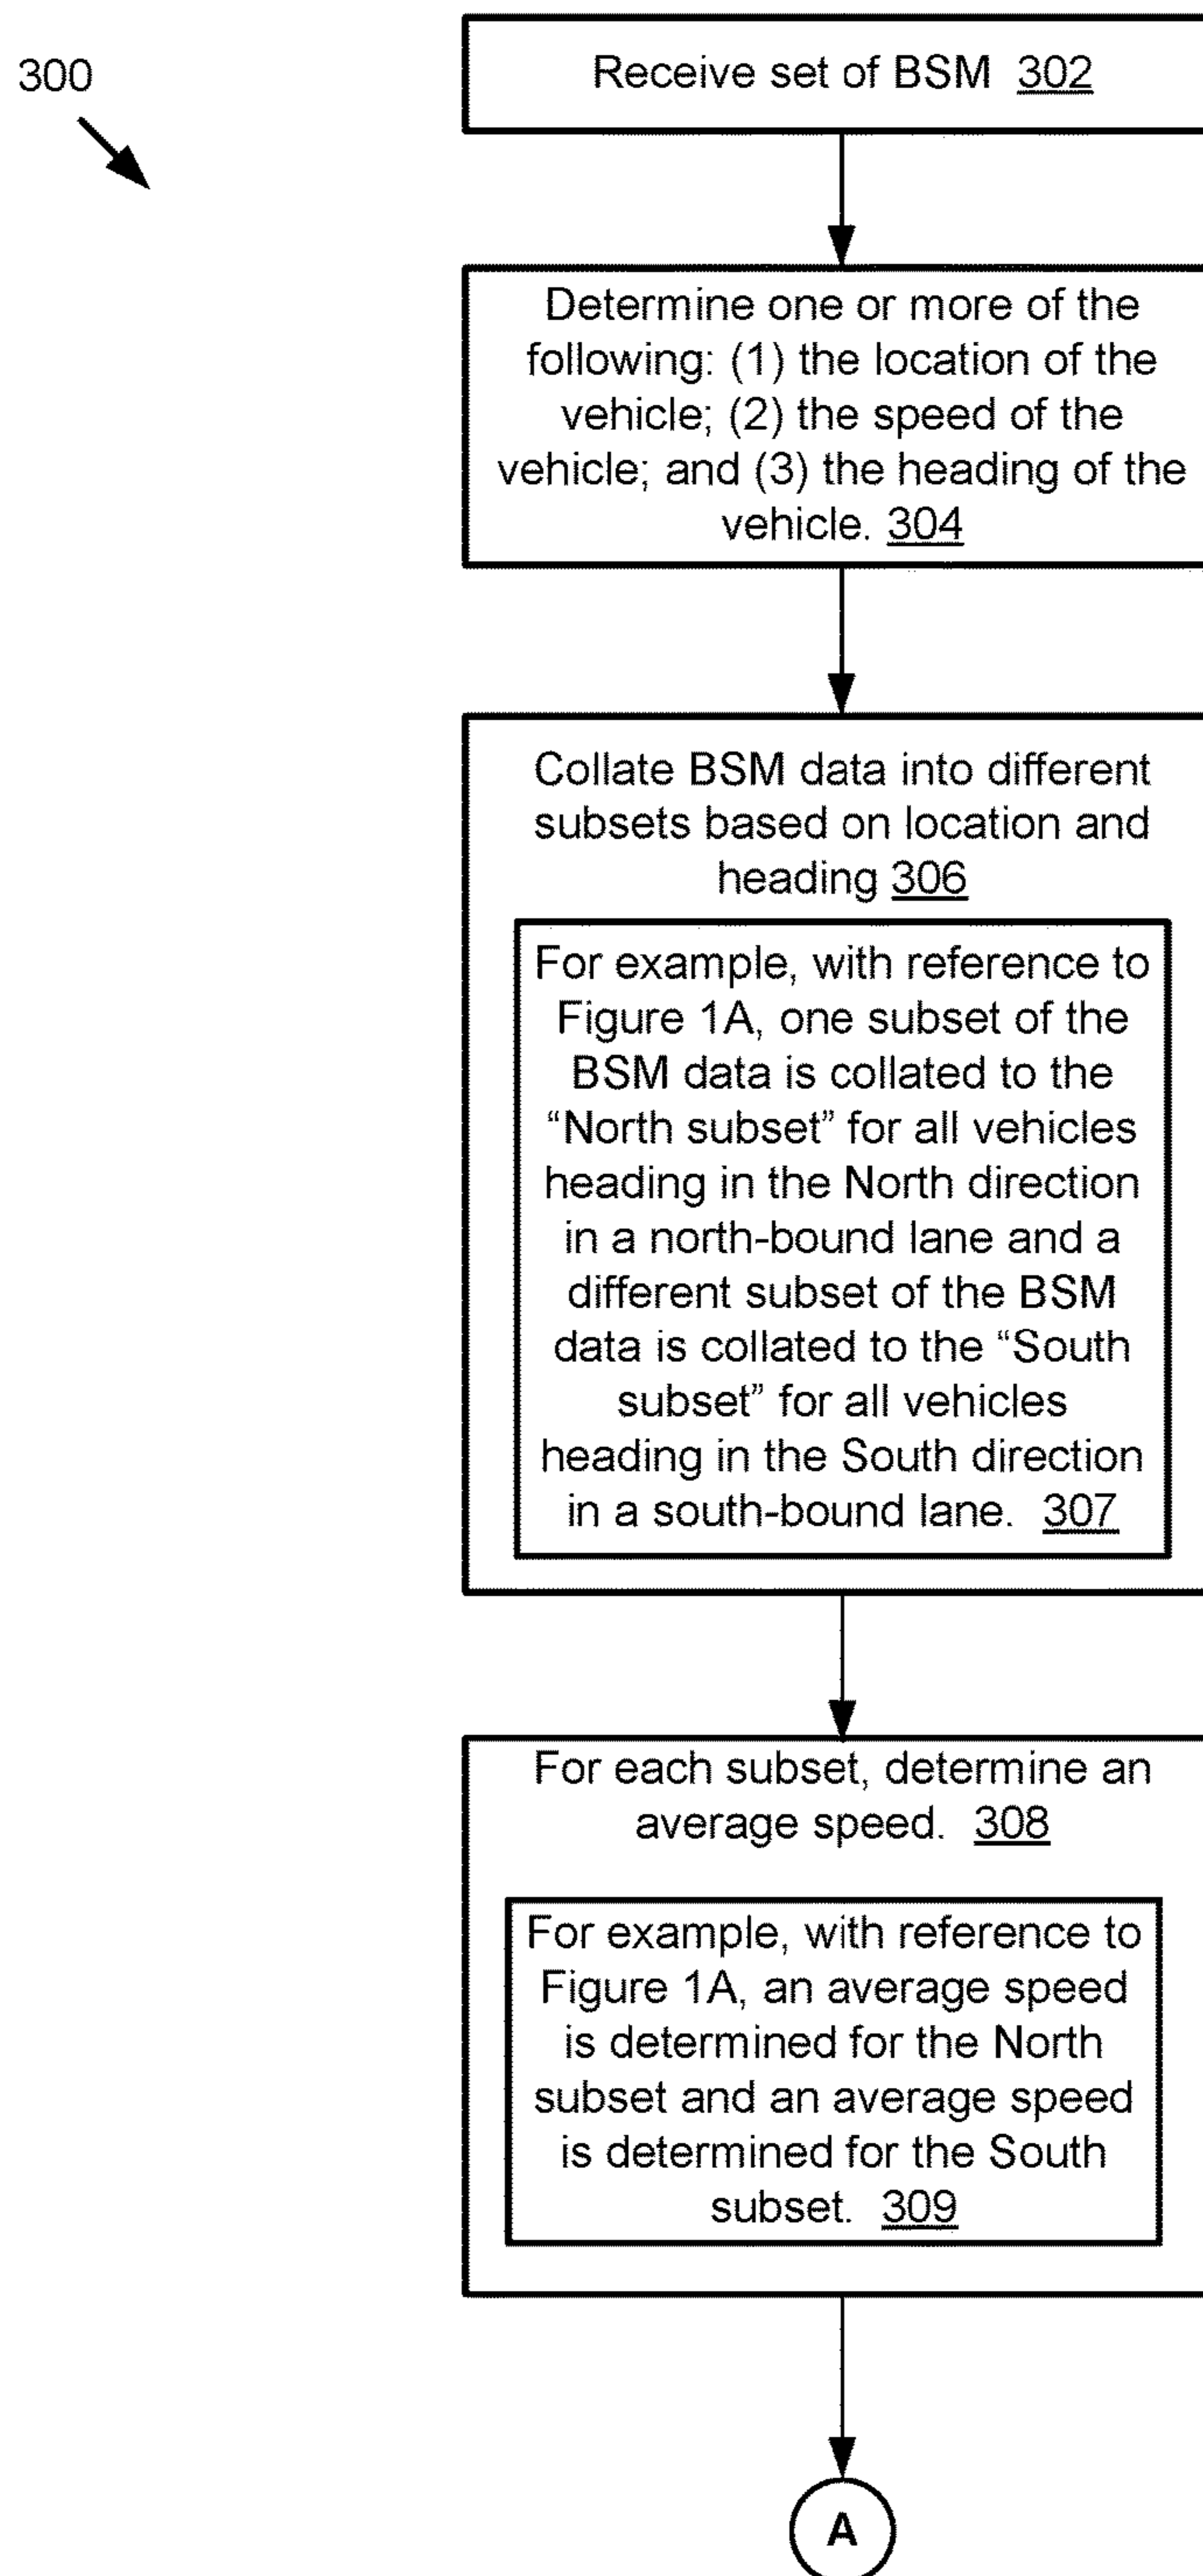 300
Receive set of BSM 302
Determine one or more of the
following: (1) the location of the
vehicle; (2) the speed of the
vehicle; and (3) the heading of the
vehicle. 304
Collate BSM data into different
subsets based on location and
heading 306
For example, with reference to
Figure 1A, one subset of the
BSM data is collated to the
“North subset” for all vehicles
heading in the North direction
in a north-bound lane and a
different subset of the BSM
data is collated to the “South
subset” for all vehicles
heading in the South direction
in a south-bound lane. 307
For each subset, determine an
average speed. 308
For example, with reference to
Figure 1A, an average speed
is determined for the North
subset and an average speed
is determined for the South
subset. 309
A